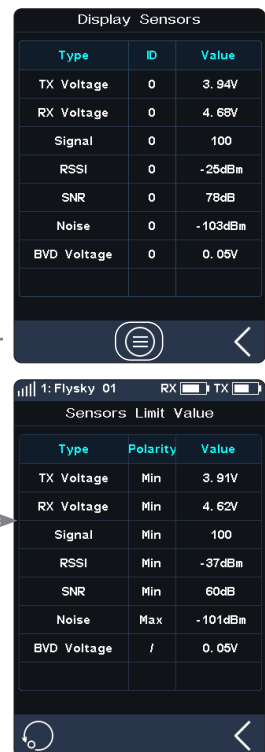 Display Sensors
Type ID Value
TX Voltage 0 3.94V
RX Voltage 0 4.68V
Signal 0 100
RSSI 0 -25dBm
SNR 0 78dB
Noise 0 -103dBm
BVD Voltage 0 0.05V
1: Flysky 01 RX TX
Sensors Limit Value
Type Polarity Value
TX Voltage Min 3.91V
RX Voltage Min 4.62V
Signal Min 100
RSSI Min -37dBm
SNR Min 60dB
Noise Max -101dBm
BVD Voltage / 0.05V